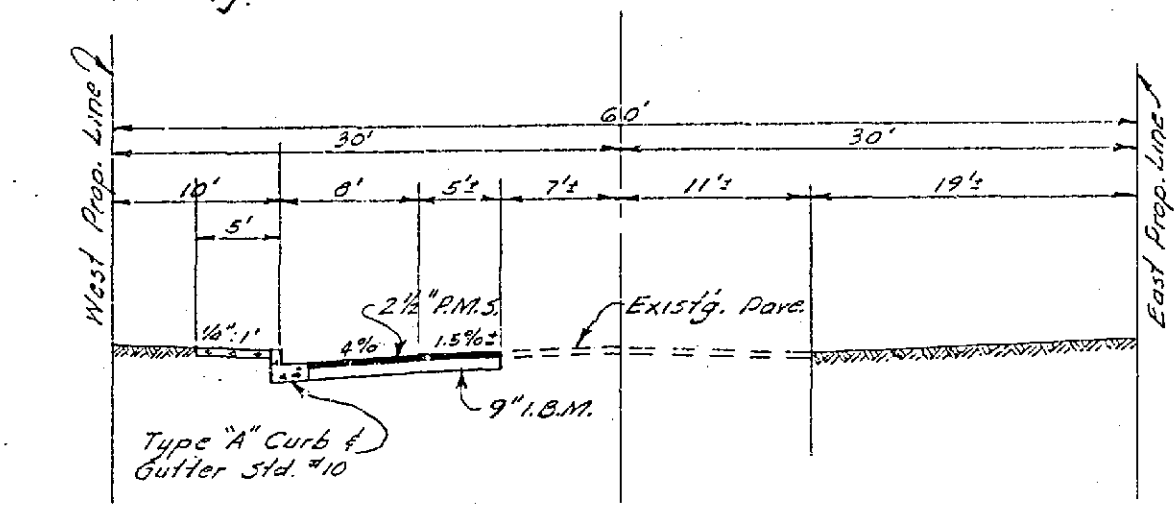 60'
30'
30'
10'
8'
5'±
7'±
11'±
19'±
5'
West Prop. Line
East Prop. Line
2½" P.M.S.
Exist'g. Pave.
¼":1'
4%
1.5%±
9" I.B.M.
Type "A" Curb &
Gutter Std. #10